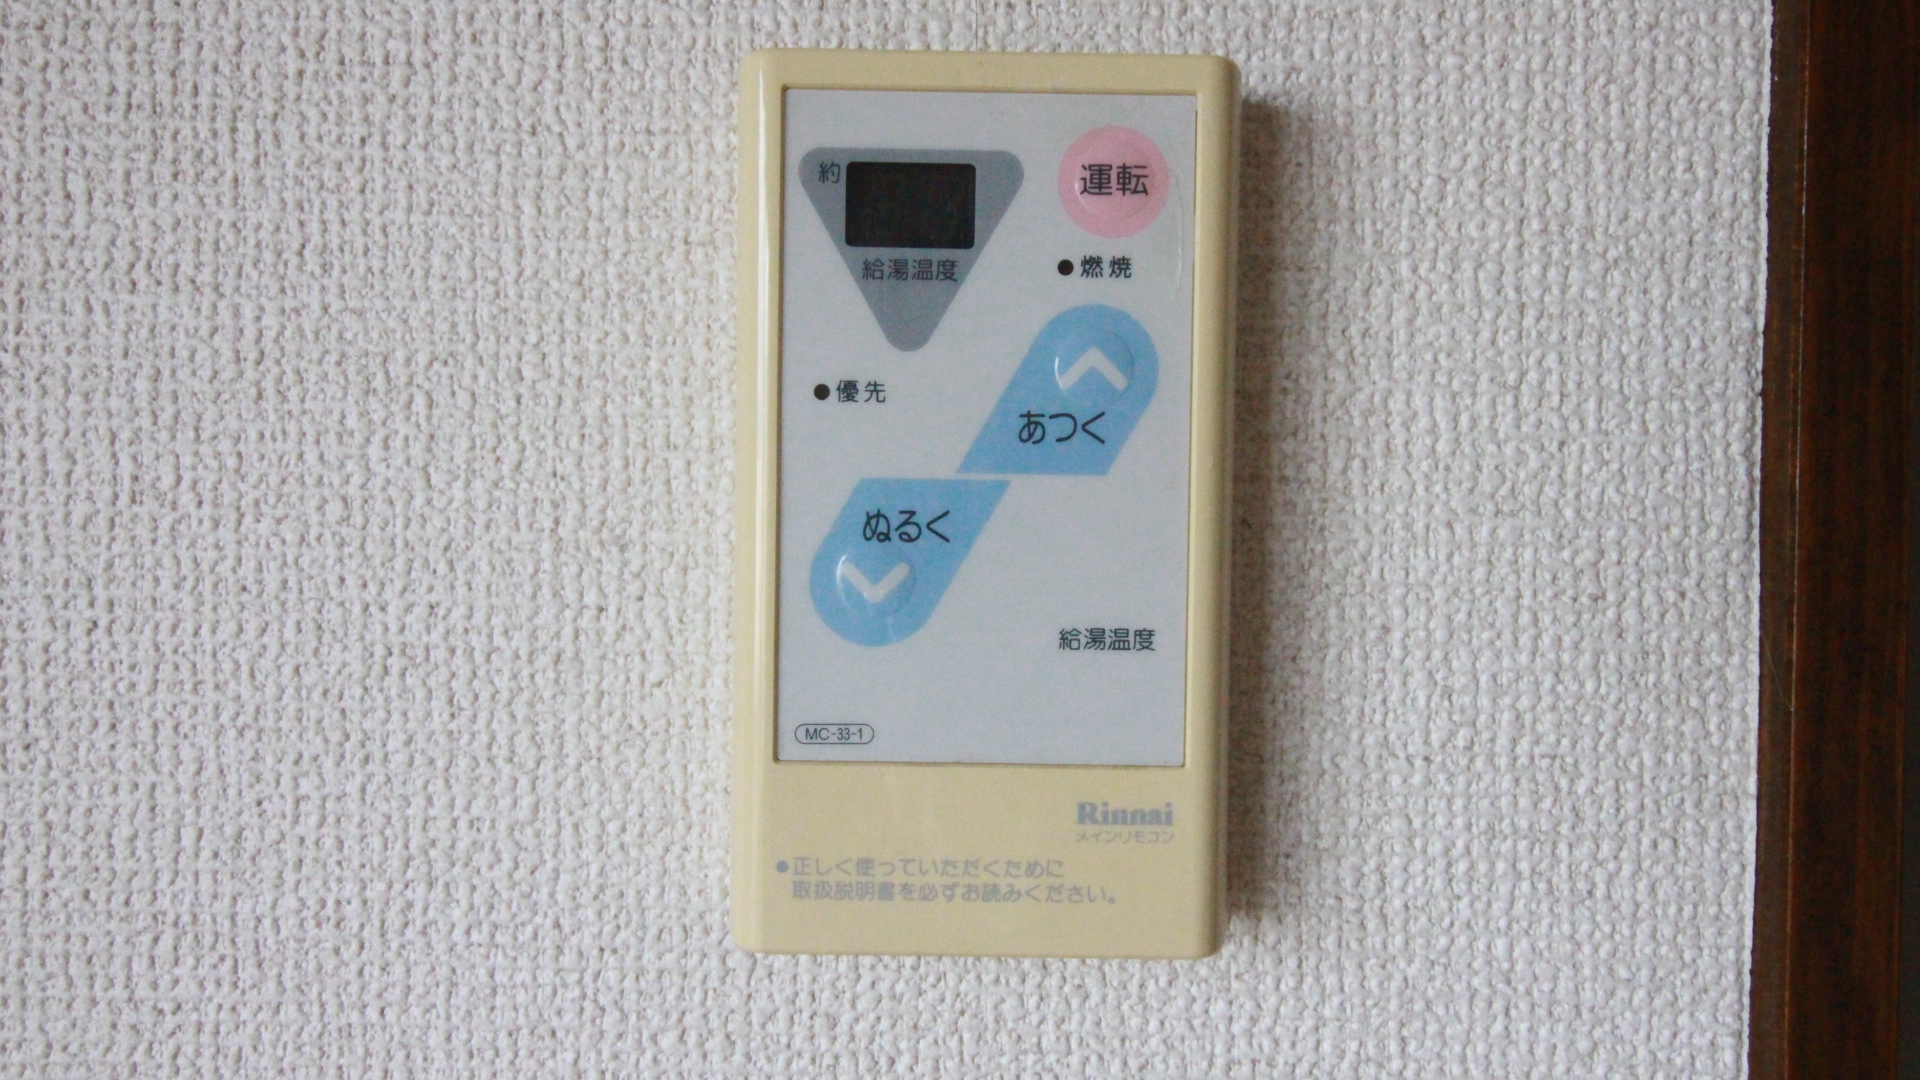 約
運転
給湯温度
●燃焼
●優先
あつく
ぬるく
給湯温度
MC-33-1
Rinnai
メインリモコン
●正しく使っていただくために
取扱説明書を必ずお読みください。